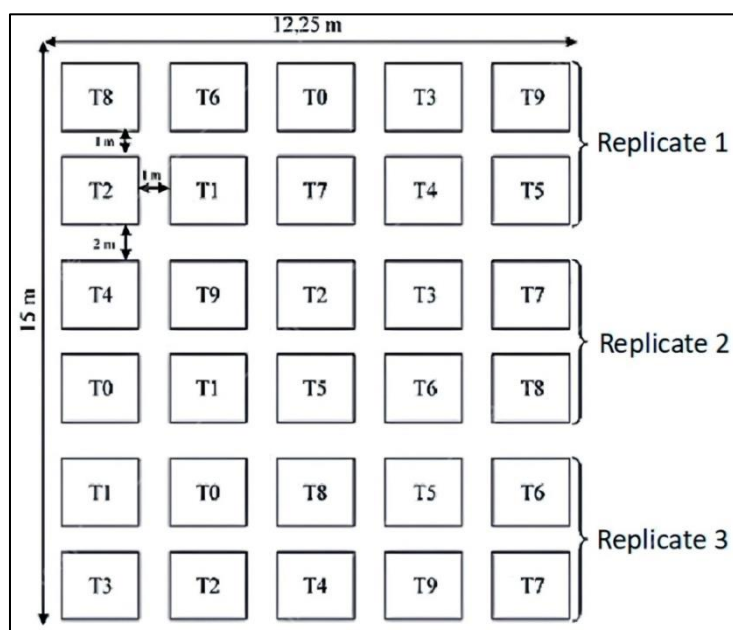 12,25 m
T8 T6 T0 T3 T9
1 m
Replicate 1
1 m
T2 T1 T7 T4 T5
2 m
T4 T9 T2 T3 T7
15 m
Replicate 2
T0 T1 T5 T6 T8
T1 T0 T8 T5 T6
Replicate 3
T3 T2 T4 T9 T7